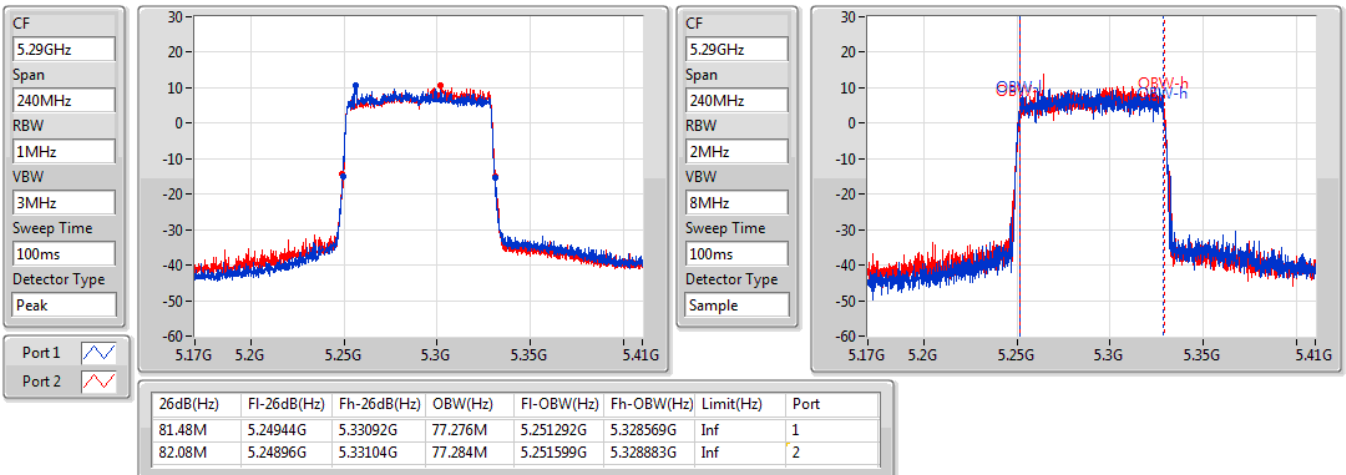 CF
5.29GHz
Span
240MHz
RBW
1MHz
VBW
3MHz
Sweep Time
100ms
Detector Type
Peak
Port 1
Port 2
30
20
10
0
-10
-20
-30
-40
-50
-60
5.17G 5.2G 5.25G 5.3G 5.35G 5.41G
CF
5.29GHz
Span
240MHz
RBW
2MHz
VBW
8MHz
Sweep Time
100ms
Detector Type
Sample
30
20
10
0
-10
-20
-30
-40
-50
-60
OBW-h
OBW-h
5.17G 5.2G 5.25G 5.3G 5.35G 5.41G
26dB(Hz) Fl-26dB(Hz) Fh-26dB(Hz) OBW(Hz) Fl-OBW(Hz) Fh-OBW(Hz) Limit(Hz) Port
81.48M 5.24944G 5.33092G 77.276M 5.251292G 5.328569G Inf 1
82.08M 5.24896G 5.33104G 77.284M 5.251599G 5.328883G Inf 2